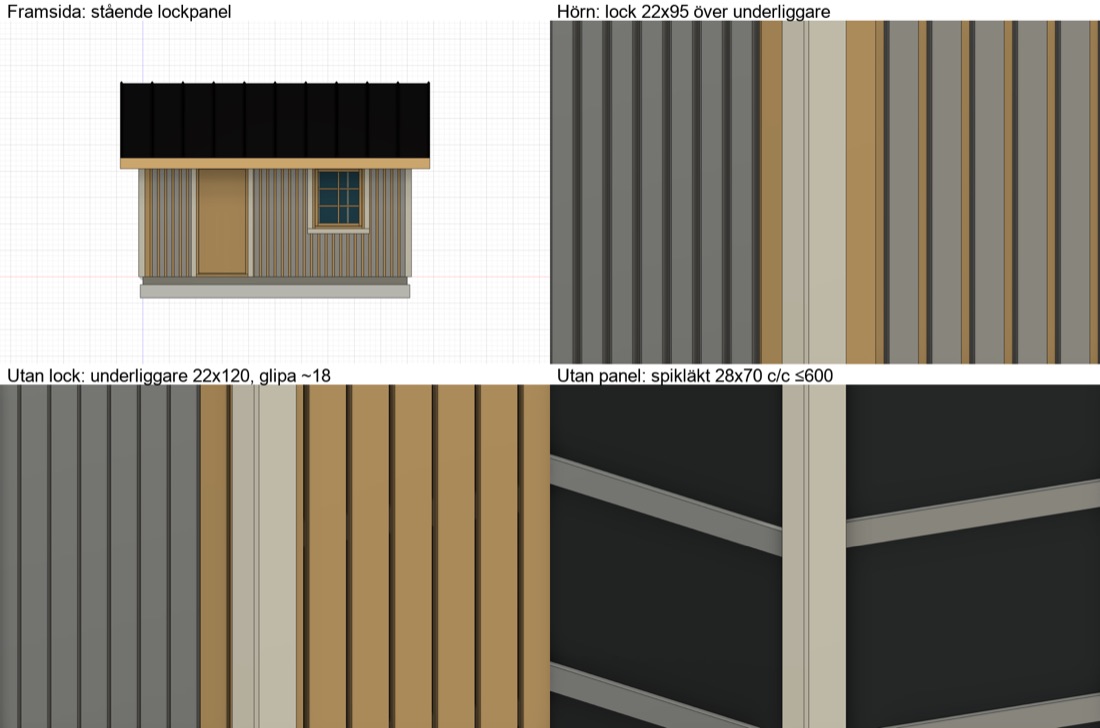 Framsida: stående lockpanel
Hörn: lock 22x95 över underliggare
Utan lock: underliggare 22x120, glipa ~18
Utan panel: spikläkt 28x70 c/c ≤600